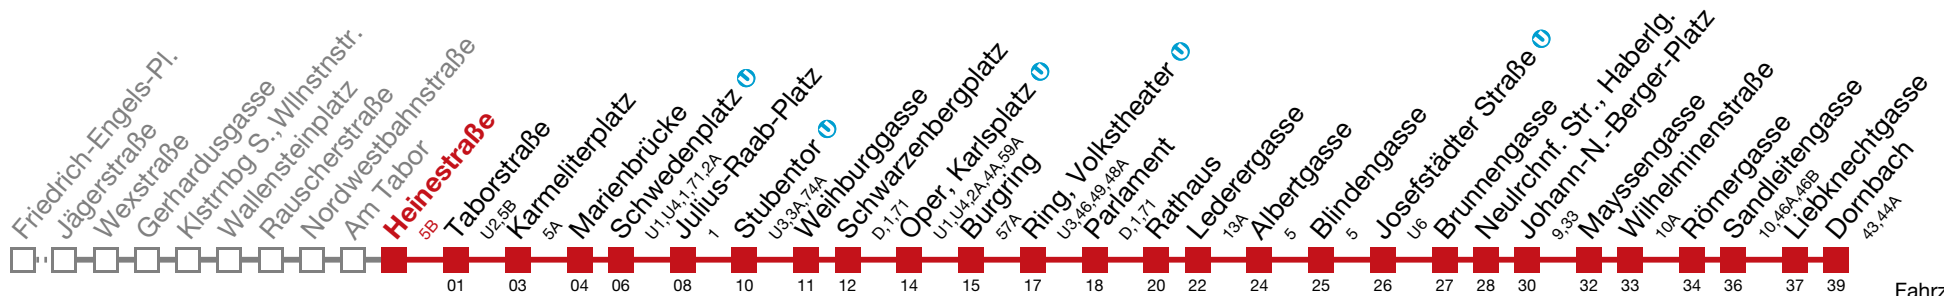 Friedrich-Engels-Pl.
Jägerstraße
Wexstraße
Gerhardusgasse
Klstrnbg S.,Wllnstnstr.
Wallensteinplatz
Rauscherstraße
Nordwestbahnstraße
Am Tabor
Heinestraße
5B
Taborstraße
U2,5B
Karmeliterplatz
5A
Marienbrücke
Schwedenplatz
U1,U4,1,71,2A
Julius-Raab-Platz
1
Stubentor
U3,3A,74A
Weihburggasse
Schwarzenbergplatz
D,1,71
Oper, Karlsplatz
U1,U4,2A,4A,59A
Burgring
57A
Ring, Volkstheater
U3,46,49,48A
Parlament
D,1,71
Rathaus
Lederergasse
13A
Albertgasse
5
Blindengasse
5
Josefstädter Straße
U6
Brunnengasse
Neulrchnf. Str., Haberlg.
Johann-N.-Berger-Platz
9,33
Mayssengasse
Wilhelminenstraße
10A
Römergasse
Sandleitengasse
10,46A,46B
Liebknechtgasse
Dornbach
43,44A
01 03 04 06 08 10 11 12 14 15 17 18 20 22 24 25 26 27 28 30 32 33 34 36 37 39
Fahrz